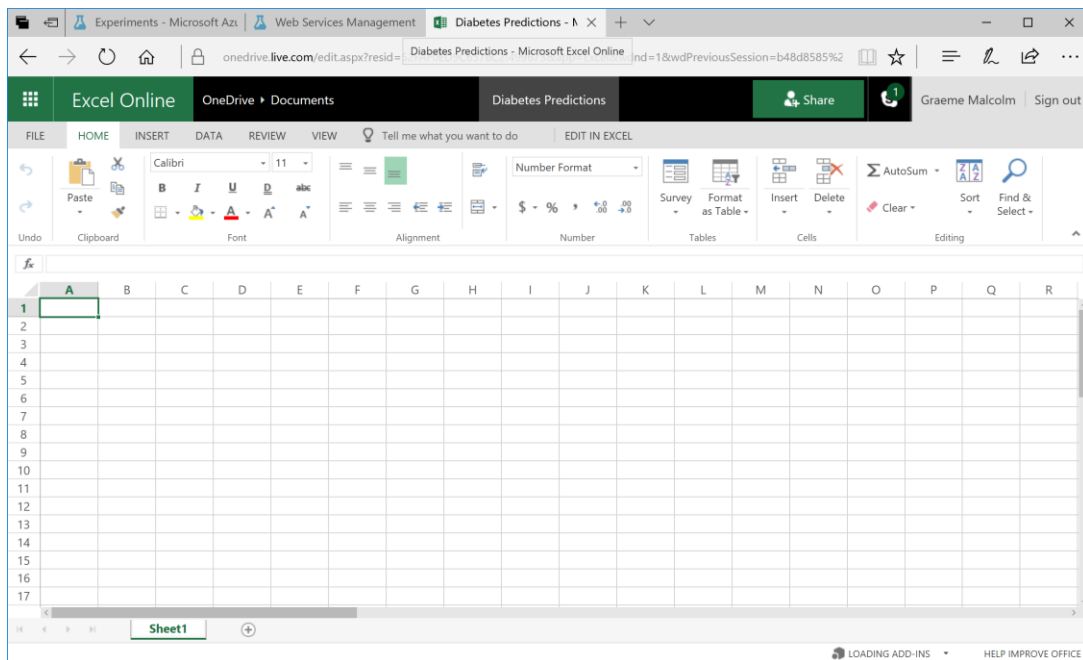 Experiments - Microsoft Azu Web Services Management Diabetes Predictions - M
onedrive.live.com/edit.aspx?resid= Diabetes Predictions - Microsoft Excel Online nd=1&wdPreviousSession=b48d8585%2
Excel Online OneDrive Documents Diabetes Predictions Share 1 Graeme Malcolm Sign out
FILE HOME INSERT DATA REVIEW VIEW Tell me what you want to do EDIT IN EXCEL
Calibri 11 Number Format AutoSum
Paste B I U D abc Survey Format as Table Insert Delete Sort Find & Select
A A A $ % , .0 .00 .00 .0 Clear
Undo Clipboard Font Alignment Number Tables Cells Editing
fx
A B C D E F G H I J K L M N O P Q R
1
2
3
4
5
6
7
8
9
10
11
12
13
14
15
16
17
Sheet1
LOADING ADD-INS HELP IMPROVE OFFICE